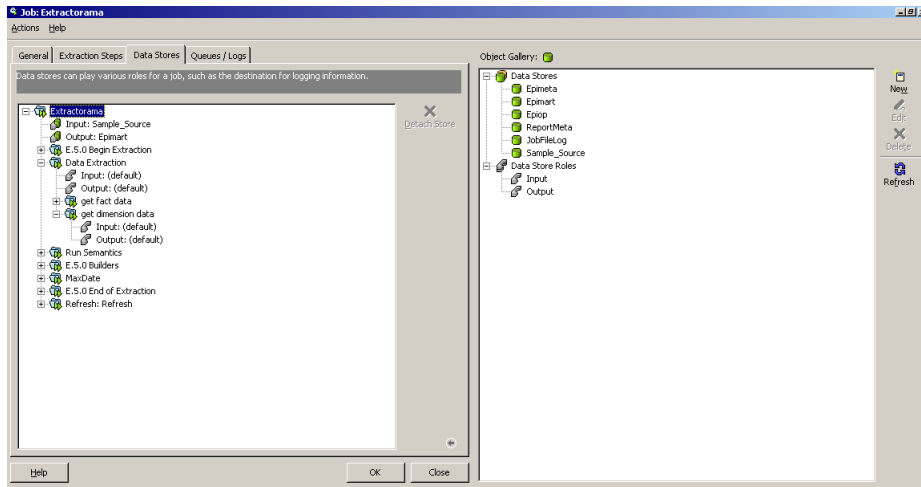 Job: Extractorama
Actions Help
General Extraction Steps Data Stores Queues / Logs
Data stores can play various roles for a job, such as the destination for logging information.
Extractorama
Input: Sample_Source
Output: Epimart
E.5.0 Begin Extraction
Data Extraction
Input: (default)
Output: (default)
get fact data
get dimension data
Input: (default)
Output: (default)
Run Semantics
E.5.0 Builders
MaxDate
E.5.0 End of Extraction
Refresh: Refresh
Detach Store
Help OK Close
Object Gallery:
Data Stores
Epimeta
Epimart
Epiop
ReportMeta
JobFileLog
Sample_Source
Data Store Roles
Input
Output
New
Edit
Delete
Refresh